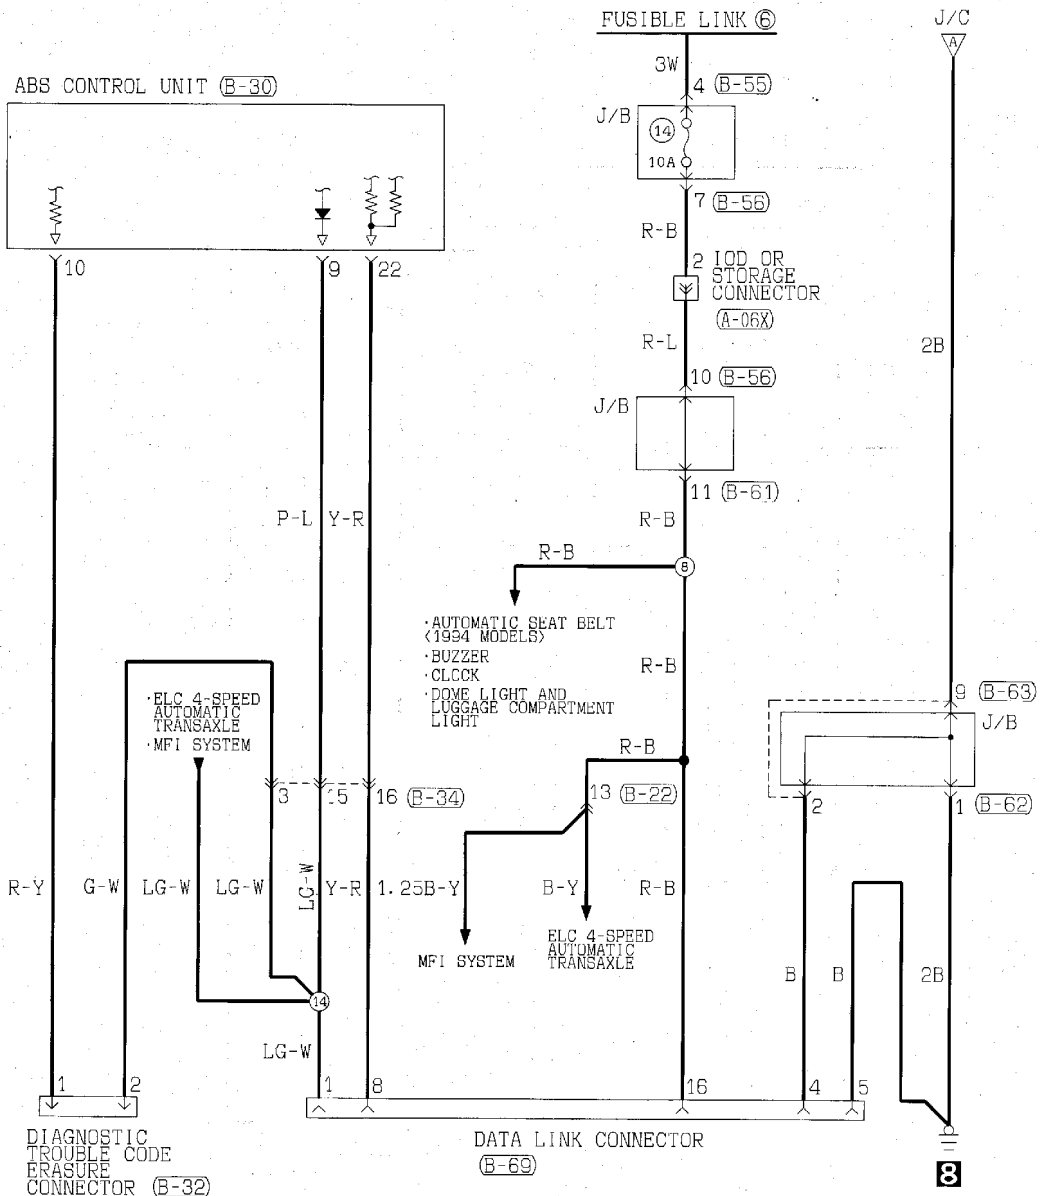 FUSIBLE LINK ⑥
J/C
A
3W
ABS CONTROL UNIT (B-30)
4 (B-55)
J/B
14
10A
7 (B-56)
R-B
10
9
22
2 IOD OR
STORAGE
CONNECTOR
(A-06X)
R-L
2B
10 (B-56)
J/B
11 (B-61)
P-L
Y-R
R-B
R-B
8
·AUTOMATIC SEAT BELT
<1994 MODELS>
·BUZZER
·CLOCK
·DOME LIGHT AND
LUGGAGE COMPARTMENT
LIGHT
R-B
·ELC 4-SPEED
AUTOMATIC
TRANSAXLE
·MFI SYSTEM
9 (B-63)
J/B
R-B
3
15
16 (B-34)
13 (B-22)
2
1 (B-62)
R-Y
G-W
LG-W
LG-W
LG-W
Y-R
1.25B-Y
B-Y
R-B
MFI SYSTEM
ELC 4-SPEED
AUTOMATIC
TRANSAXLE
B
B
2B
14
LG-W
1
2
1
8
16
4
5
DIAGNOSTIC
TROUBLE CODE
ERASURE
CONNECTOR (B-32)
DATA LINK CONNECTOR
(B-69)
8